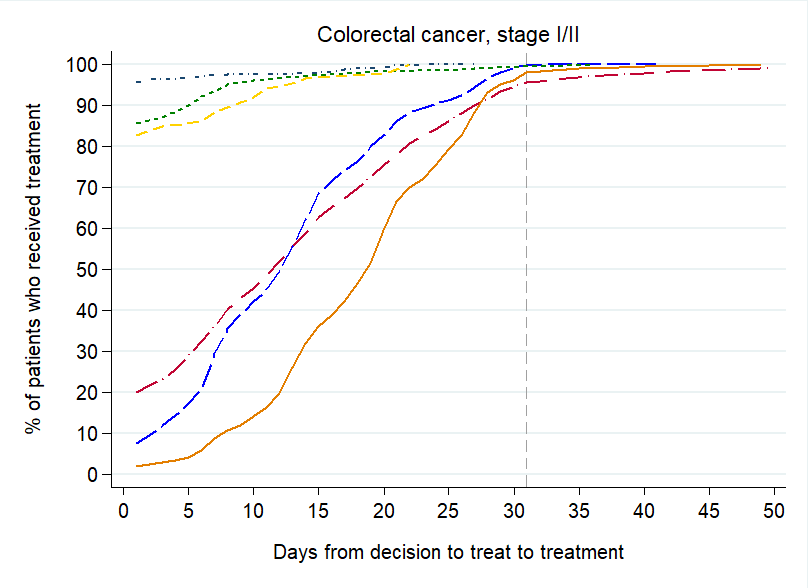 Colorectal cancer, stage I/II
% of patients who received treatment
100
90
80
70
60
50
40
30
20
10
0
0 5 10 15 20 25 30 35 40 45 50
Days from decision to treat to treatment